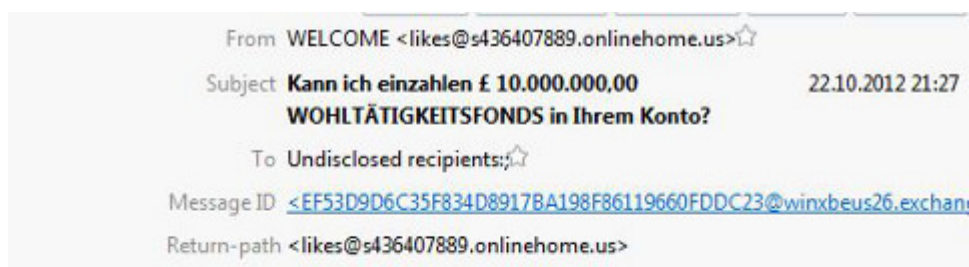 From WELCOME <likes@s436407889.onlinehome.us>
Subject Kann ich einzahlen £ 10.000.000,00 22.10.2012 21:27
WOHLTÄTIGKEITSFONDS in Ihrem Konto?
To Undisclosed recipients:;
Message ID <EF53D9D6C35F834D8917BA198F86119660FDDC23@winxbeus26.exchang
Return-path <likes@s436407889.onlinehome.us>